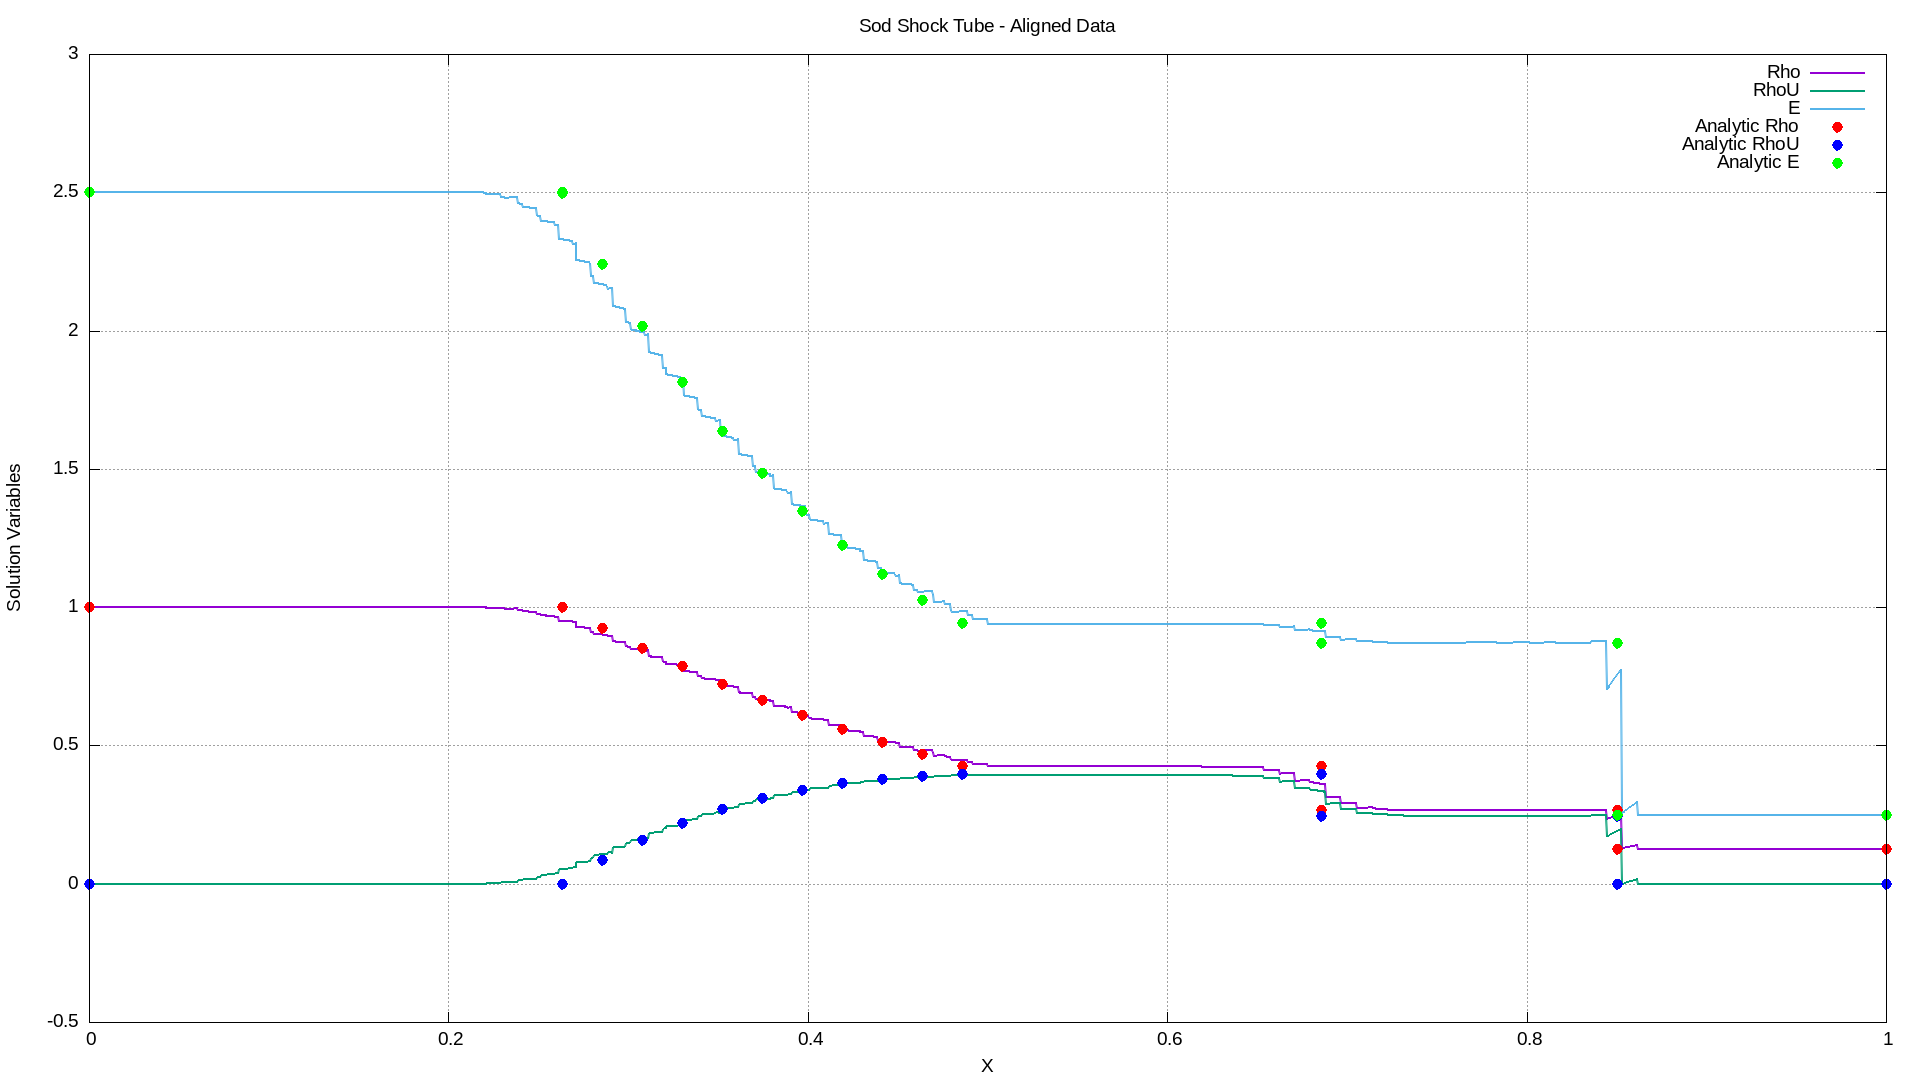 Sod Shock Tube - Aligned Data
3
2.5
2
1.5
1
0.5
0
-0.5
Solution Variables
Rho
RhoU
E
Analytic Rho
Analytic RhoU
Analytic E
0
0.2
0.4
0.6
0.8
1
X